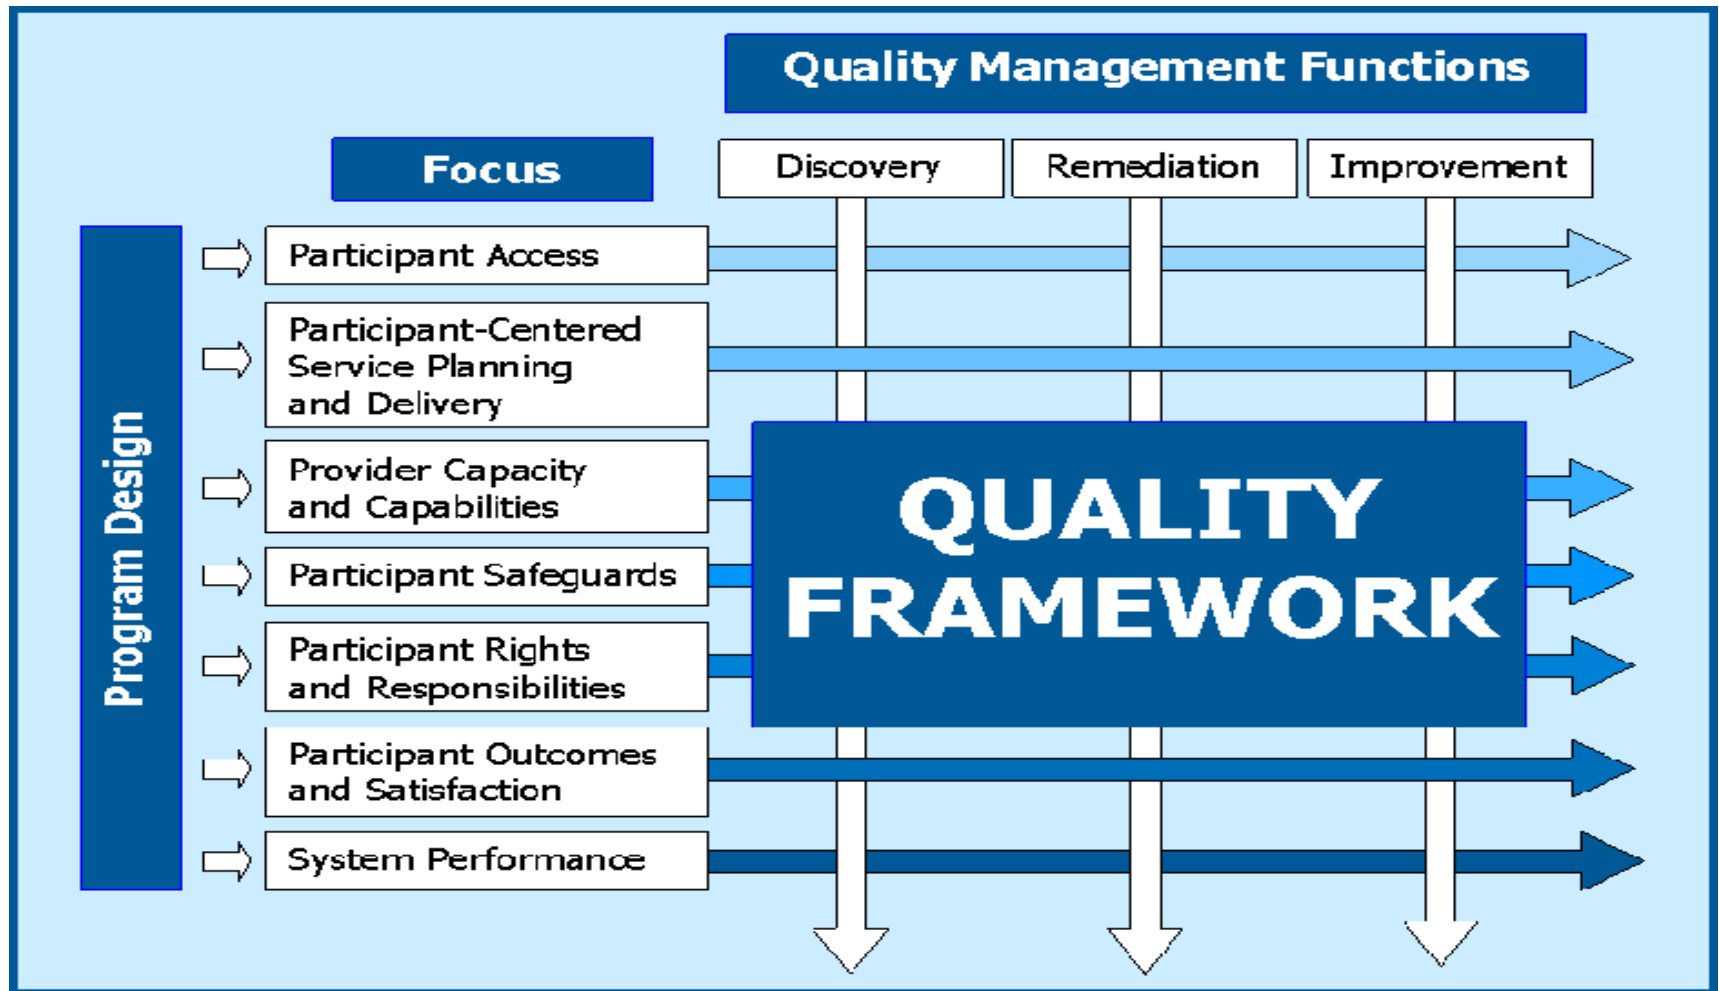 Quality Management Functions
Focus
Discovery
Remediation
Improvement
Program Design
Participant Access
Participant-Centered
Service Planning
and Delivery
Provider Capacity
and Capabilities
Participant Safeguards
Participant Rights
and Responsibilities
Participant Outcomes
and Satisfaction
System Performance
QUALITY
FRAMEWORK